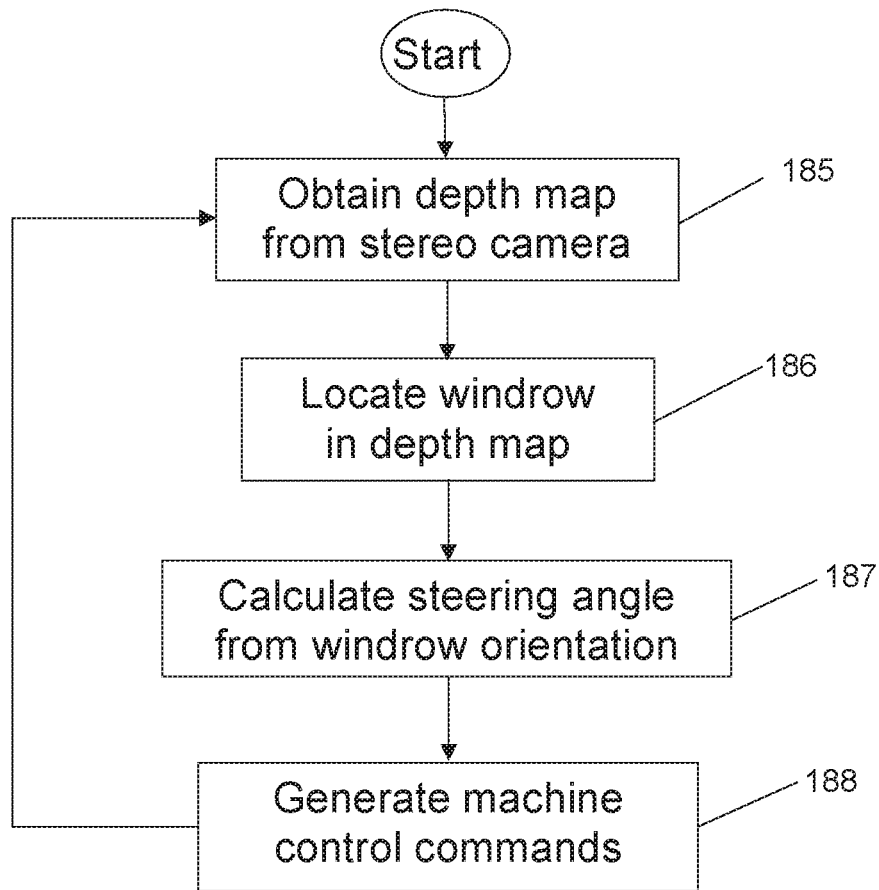 Start
Obtain depth map
from stereo camera
185
Locate windrow
in depth map
186
Calculate steering angle
from windrow orientation
187
Generate machine
control commands
188